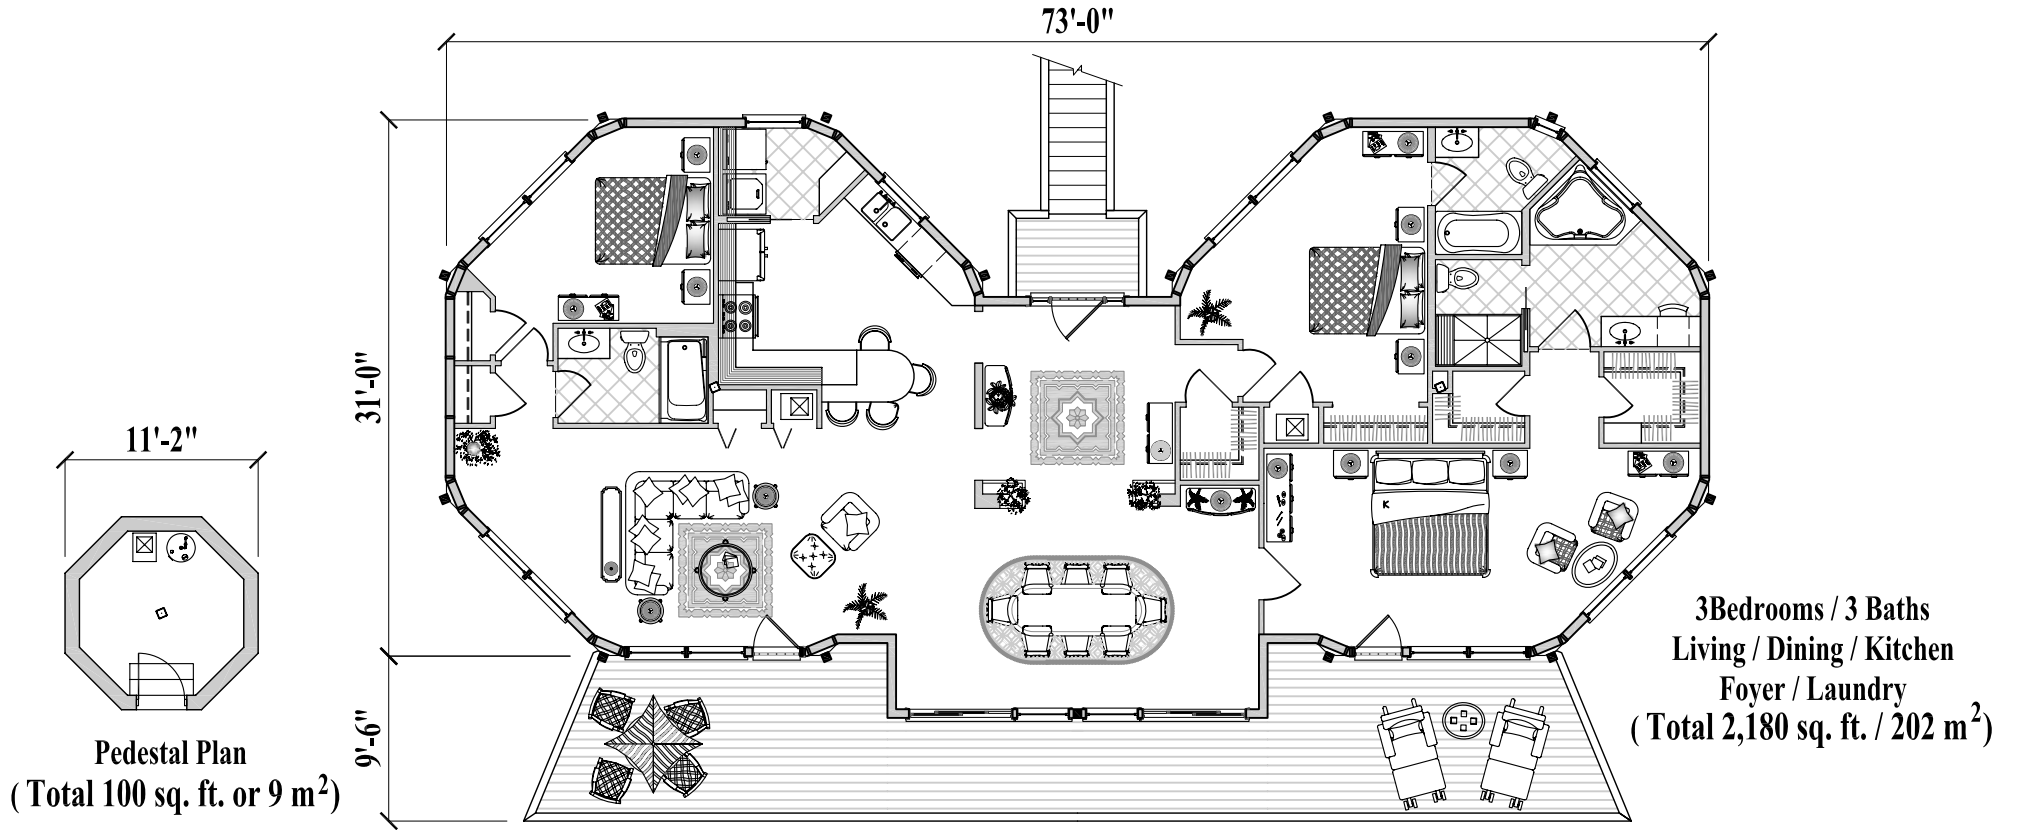 73'-0"
31'-0"
11'-2"
K
9'-6"
Pedestal Plan
( Total 100 sq. ft. or 9 m²)
3Bedrooms / 3 Baths
Living / Dining / Kitchen
Foyer / Laundry
( Total 2,180 sq. ft. / 202 m²)